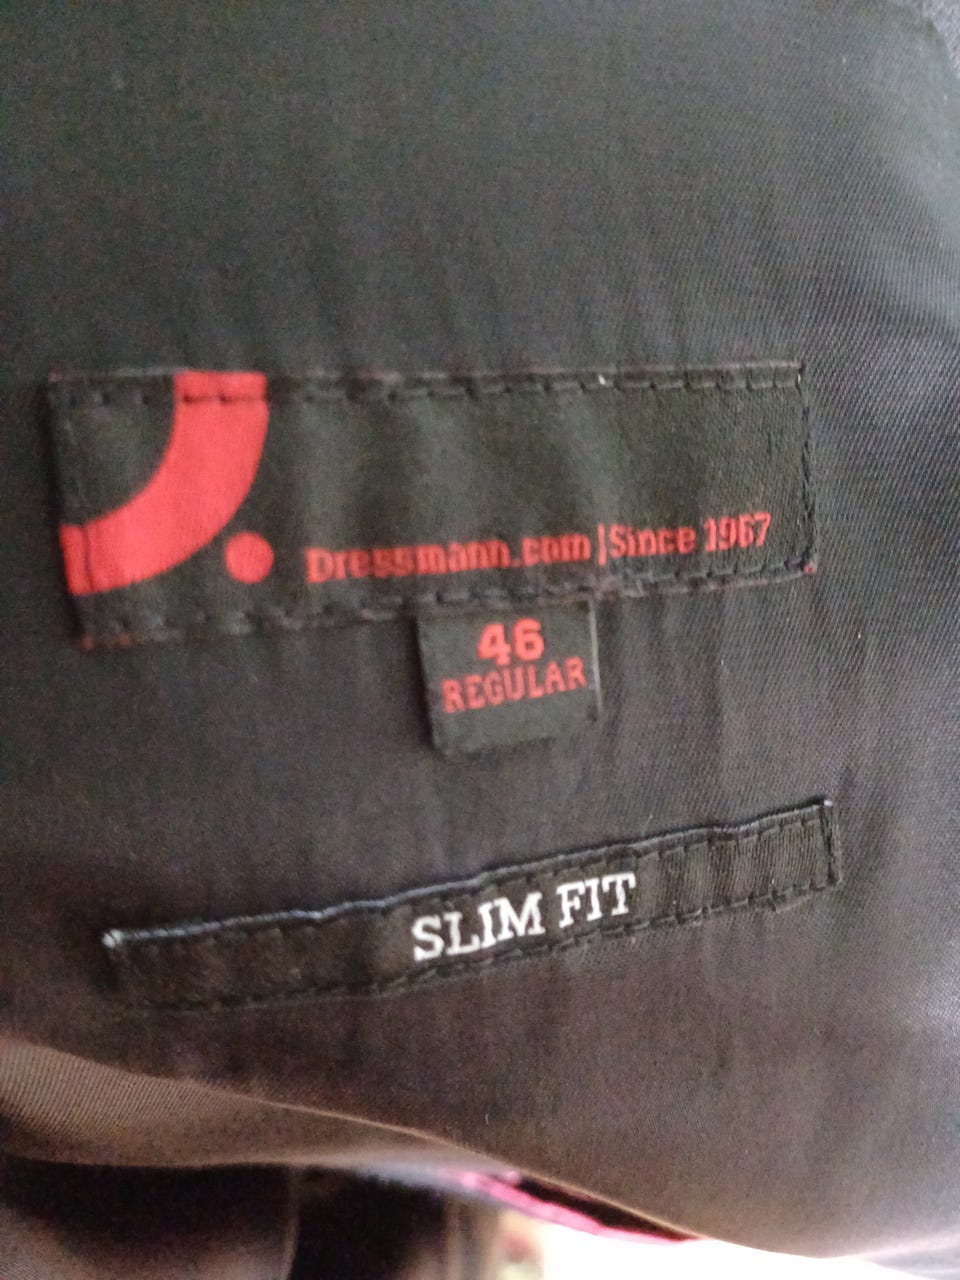 Dressmann.com | Since 1967
46
REGULAR
SLIM FIT